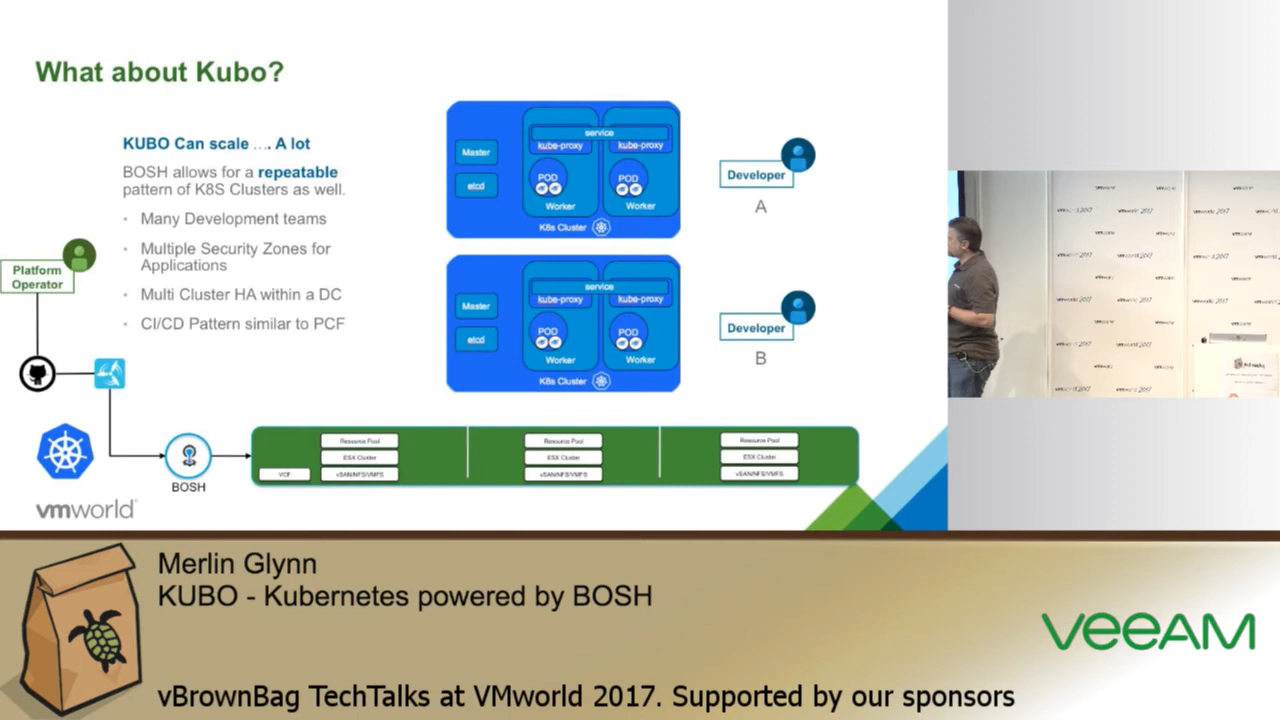 What about Kubo?
KUBO Can scale …. A lot
BOSH allows for a repeatable
pattern of K8S Clusters as well.
• Many Development teams
• Multiple Security Zones for
Applications
• Multi Cluster HA within a DC
• CI/CD Pattern similar to PCF
Platform
Operator
BOSH
vmworld
service
kube-proxy kube-proxy
Master
POD POD
etcd
Worker Worker
K8s Cluster
Developer
A
service
kube-proxy kube-proxy
Master
POD POD
etcd
Worker Worker
K8s Cluster
Developer
B
Resource Pool Resource Pool Resource Pool
ESX Cluster ESX Cluster ESX Cluster
vSAN/NFS/VMFS vSAN/NFS/VMFS vSAN/NFS/VMFS
vmworld 2017
Merlin Glynn
KUBO - Kubernetes powered by BOSH
veeAM
vBrownBag TechTalks at VMworld 2017. Supported by our sponsors